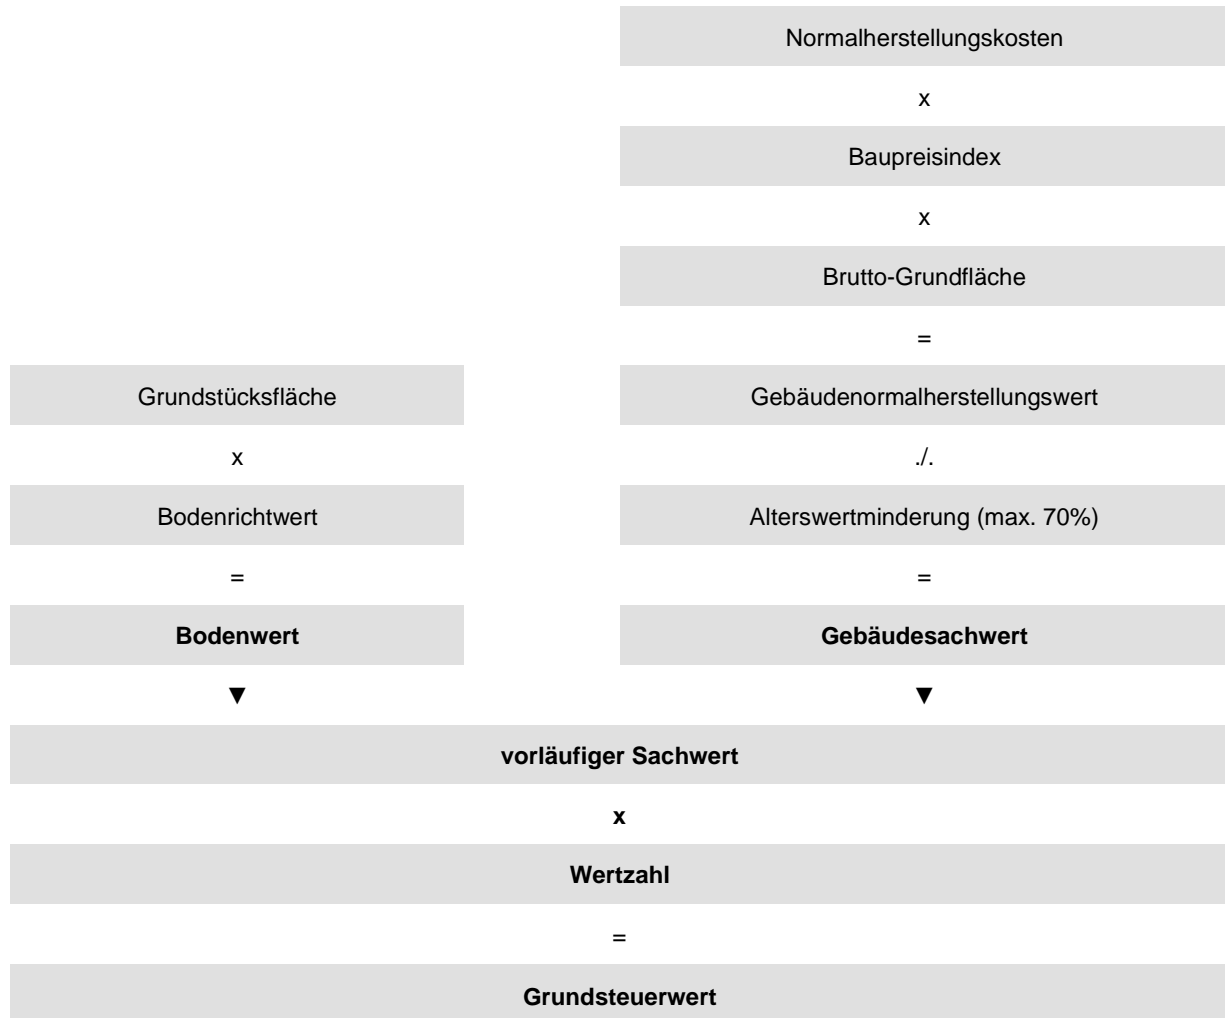 Normalherstellungskosten
x
Baupreisindex
x
Brutto-Grundfläche
=
Grundstücksfläche
Gebäudenormalherstellungswert
x
./.
Bodenrichtwert
Alterswertminderung (max. 70%)
=
=
Bodenwert
Gebäudesachwert
▼
▼
vorläufiger Sachwert
x
Wertzahl
=
Grundsteuerwert